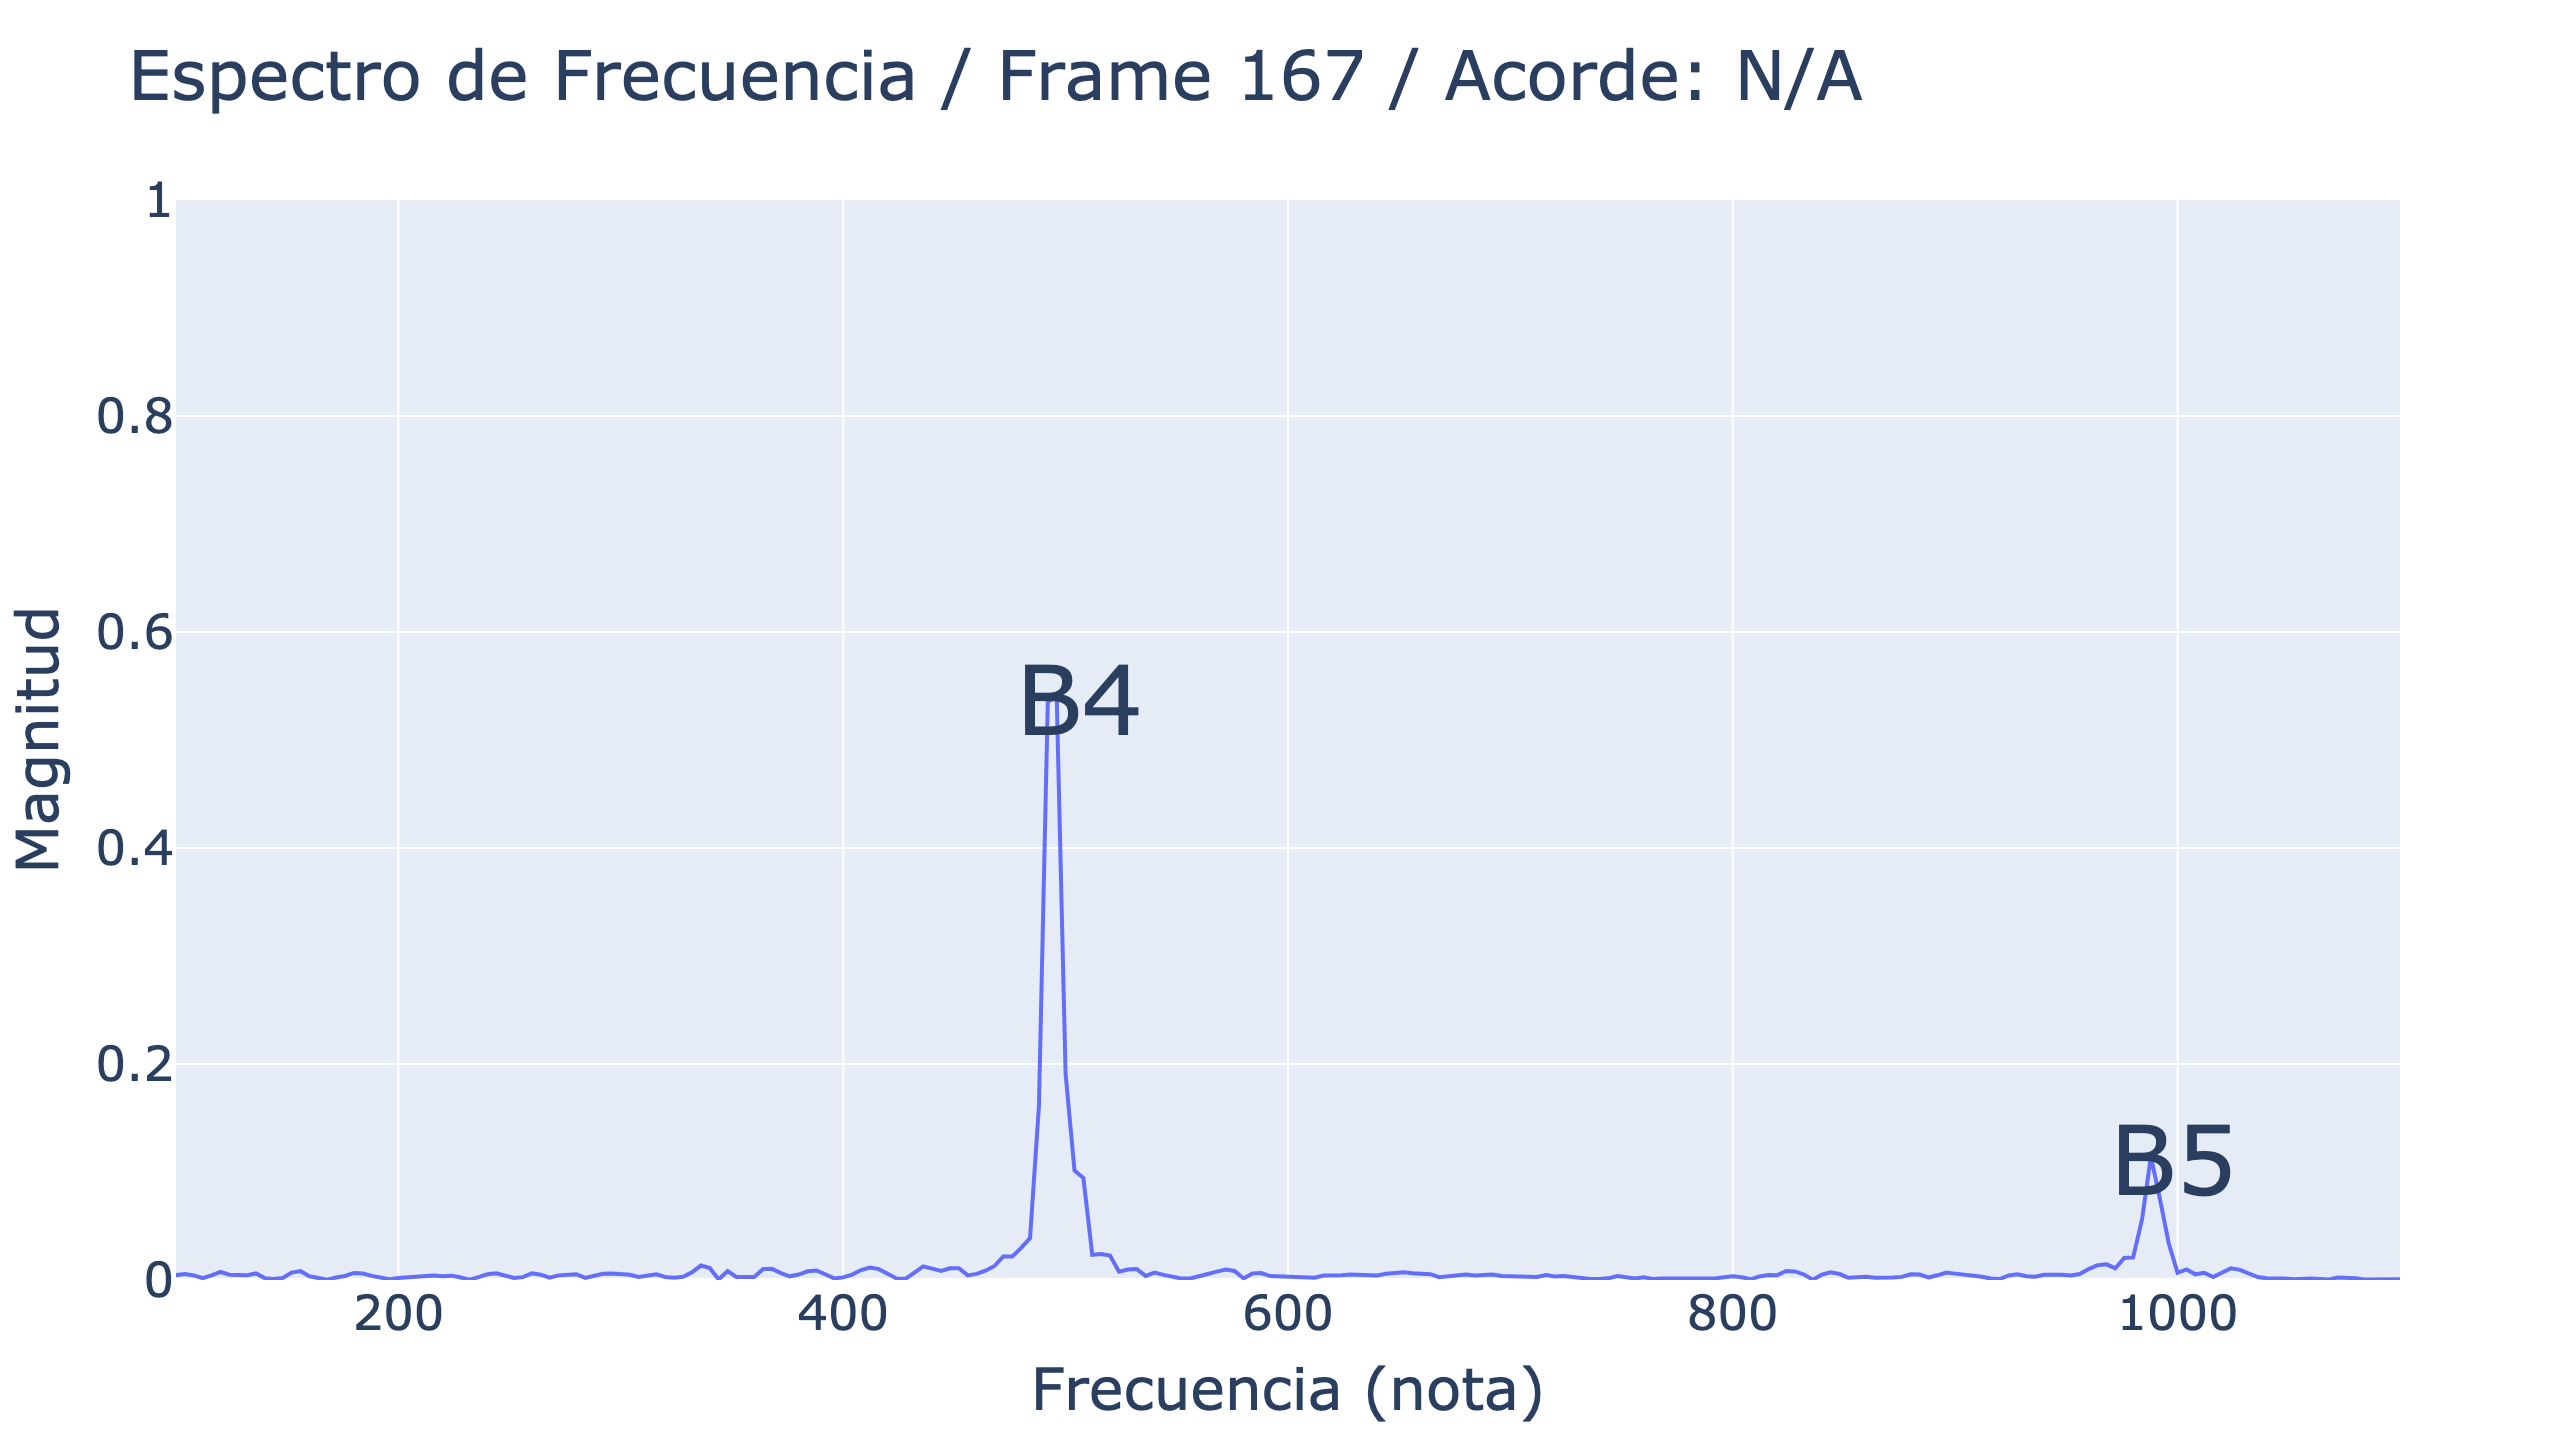 Espectro de Frecuencia / Frame 167 / Acorde: N/A
1
0.8
0.6
0.4
0.2
0
Magnitud
B4
B5
200
400
600
800
1000
Frecuencia (nota)